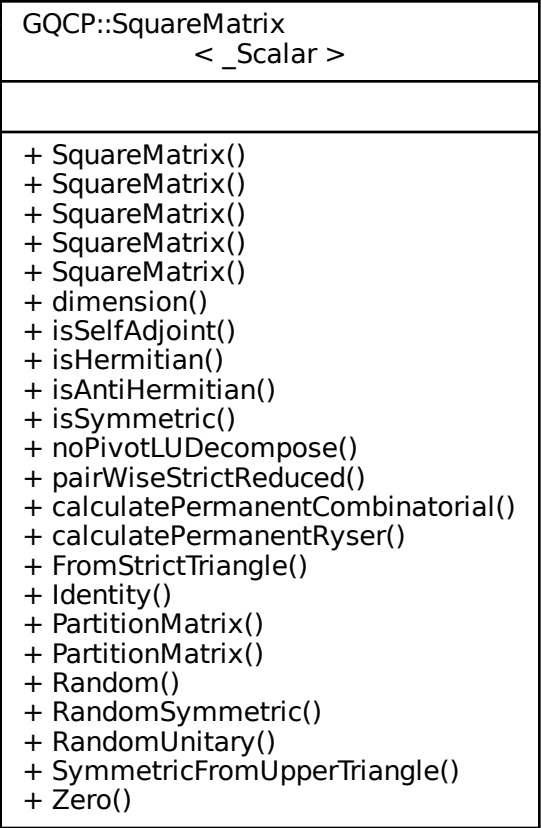 GQCP::SquareMatrix
< _Scalar >
+ SquareMatrix()
+ SquareMatrix()
+ SquareMatrix()
+ SquareMatrix()
+ SquareMatrix()
+ dimension()
+ isSelfAdjoint()
+ isHermitian()
+ isAntiHermitian()
+ isSymmetric()
+ noPivotLUDecompose()
+ pairWiseStrictReduced()
+ calculatePermanentCombinatorial()
+ calculatePermanentRyser()
+ FromStrictTriangle()
+ Identity()
+ PartitionMatrix()
+ PartitionMatrix()
+ Random()
+ RandomSymmetric()
+ RandomUnitary()
+ SymmetricFromUpperTriangle()
+ Zero()